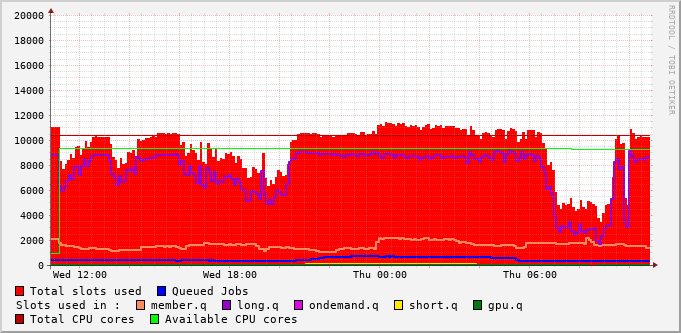 20000
18000
16000
14000
12000
10000
8000
6000
4000
2000
0
Wed 12:00 Wed 18:00 Thu 00:00 Thu 06:00
RRDTOOL / TOBI OETIKER
Total slots used Queued Jobs
Slots used in : member.q long.q ondemand.q short.q gpu.q
Total CPU cores Available CPU cores